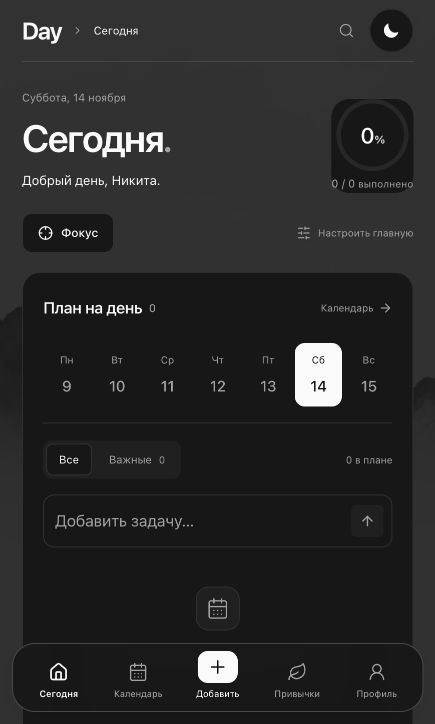 Day > Сегодня
Суббота, 14 ноября
Сегодня.
Добрый день, Никита.
0%
0 / 0 выполнено
Фокус
Настроить главную
План на день 0
Календарь →
Пн Вт Ср Чт Пт Сб Вс
9 10 11 12 13 14 15
Все Важные 0
0 в плане
Добавить задачу...
Сегодня Календарь Добавить Привычки Профиль